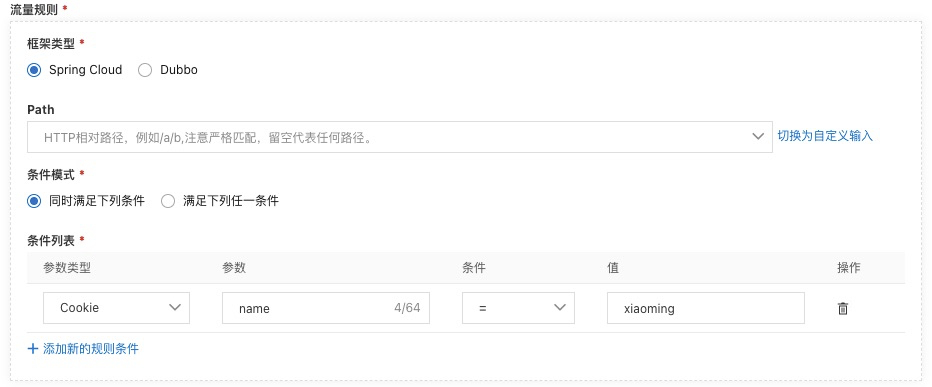 流量规则 *
框架类型 *
Spring Cloud Dubbo
Path
HTTP相对路径，例如/a/b,注意严格匹配，留空代表任何路径。 切换为自定义输入
条件模式 *
同时满足下列条件 满足下列任一条件
条件列表 *
参数类型 参数 条件 值 操作
Cookie name 4/64 = xiaoming
+ 添加新的规则条件